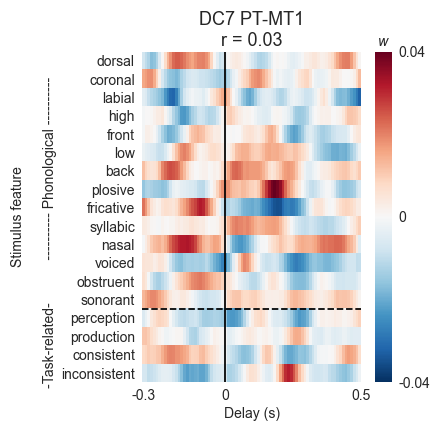 DC7 PT-MT1
r = 0.03
w
Stimulus feature
---------- Phonological ----------
-Task-related-
dorsal
coronal
labial
high
front
low
back
plosive
fricative
syllabic
nasal
voiced
obstruent
sonorant
perception
production
consistent
inconsistent
0.04
0
-0.04
-0.3
0
0.5
Delay (s)